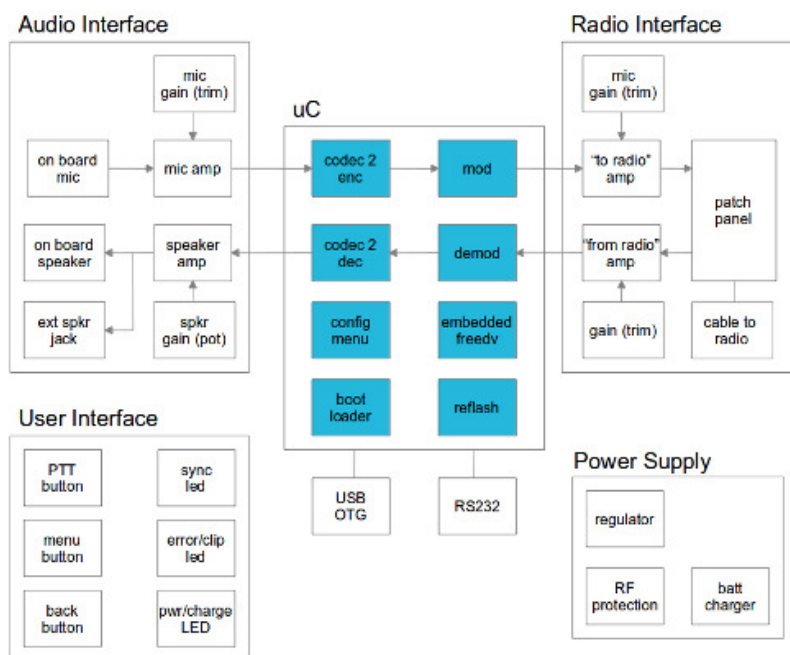 Audio Interface
mic
gain (trim)
on board
mic
mic amp
on board
speaker
speaker
amp
ext spkr
jack
spkr
gain (pot)
uC
codec 2
enc
mod
codec 2
dec
demod
config
menu
embedded
freedv
boot
loader
reflash
USB
OTG
RS232
Radio Interface
mic
gain (trim)
“to radio”
amp
patch
panel
“from radio”
amp
gain (trim)
cable to
radio
User Interface
PTT
button
sync
led
menu
button
error/clip
led
back
button
pwr/charge
LED
Power Supply
regulator
RF
protection
batt
charger